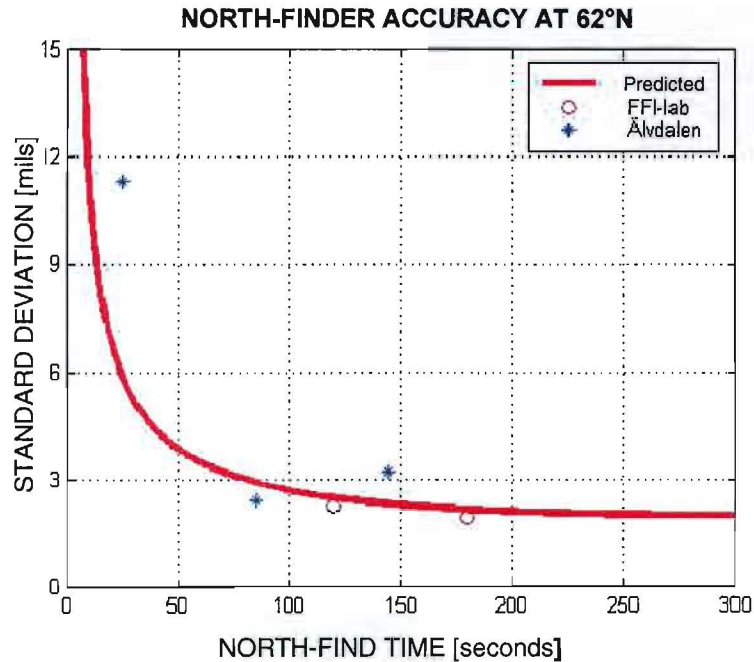 NORTH-FINDER ACCURACY AT 62°N
15
12
9
6
3
0
STANDARD DEVIATION [mils]
Predicted
FFI-lab
Älvdalen
0 50 100 150 200 250 300
NORTH-FIND TIME [seconds]